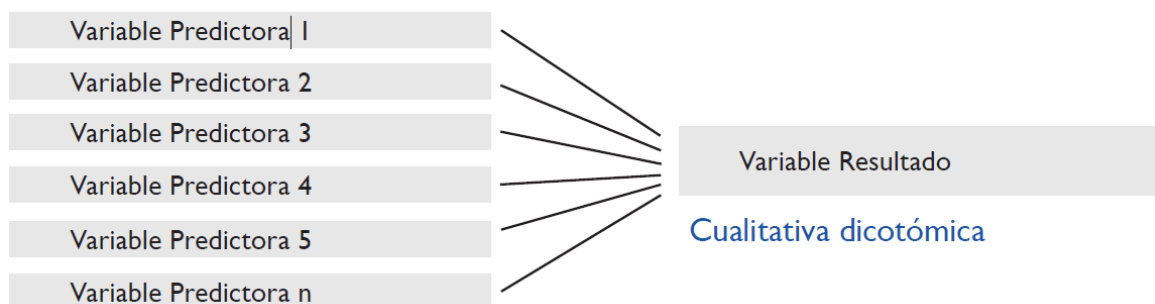 Variable Predictora 1
Variable Predictora 2
Variable Predictora 3
Variable Predictora 4
Variable Predictora 5
Variable Predictora n
Variable Resultado
Cualitativa dicotómica